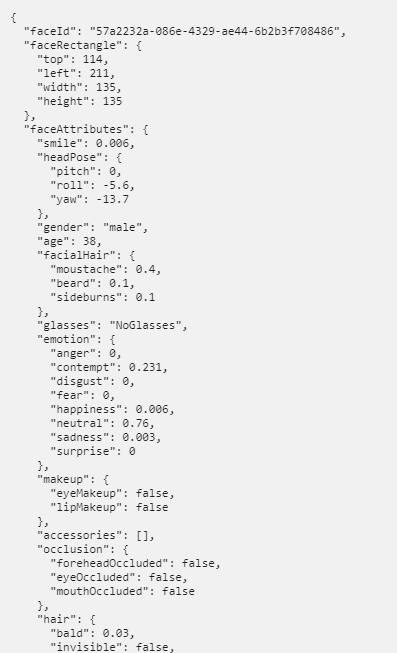 {
  "faceId": "57a2232a-086e-4329-ae44-6b2b3f708486",
  "faceRectangle": {
    "top": 114,
    "left": 211,
    "width": 135,
    "height": 135
  },
  "faceAttributes": {
    "smile": 0.006,
    "headPose": {
      "pitch": 0,
      "roll": -5.6,
      "yaw": -13.7
    },
    "gender": "male",
    "age": 38,
    "facialHair": {
      "moustache": 0.4,
      "beard": 0.1,
      "sideburns": 0.1
    },
    "glasses": "NoGlasses",
    "emotion": {
      "anger": 0,
      "contempt": 0.231,
      "disgust": 0,
      "fear": 0,
      "happiness": 0.006,
      "neutral": 0.76,
      "sadness": 0.003,
      "surprise": 0
    },
    "makeup": {
      "eyeMakeup": false,
      "lipMakeup": false
    },
    "accessories": [],
    "occlusion": {
      "foreheadOccluded": false,
      "eyeOccluded": false,
      "mouthOccluded": false
    },
    "hair": {
      "bald": 0.03,
      "invisible": false,